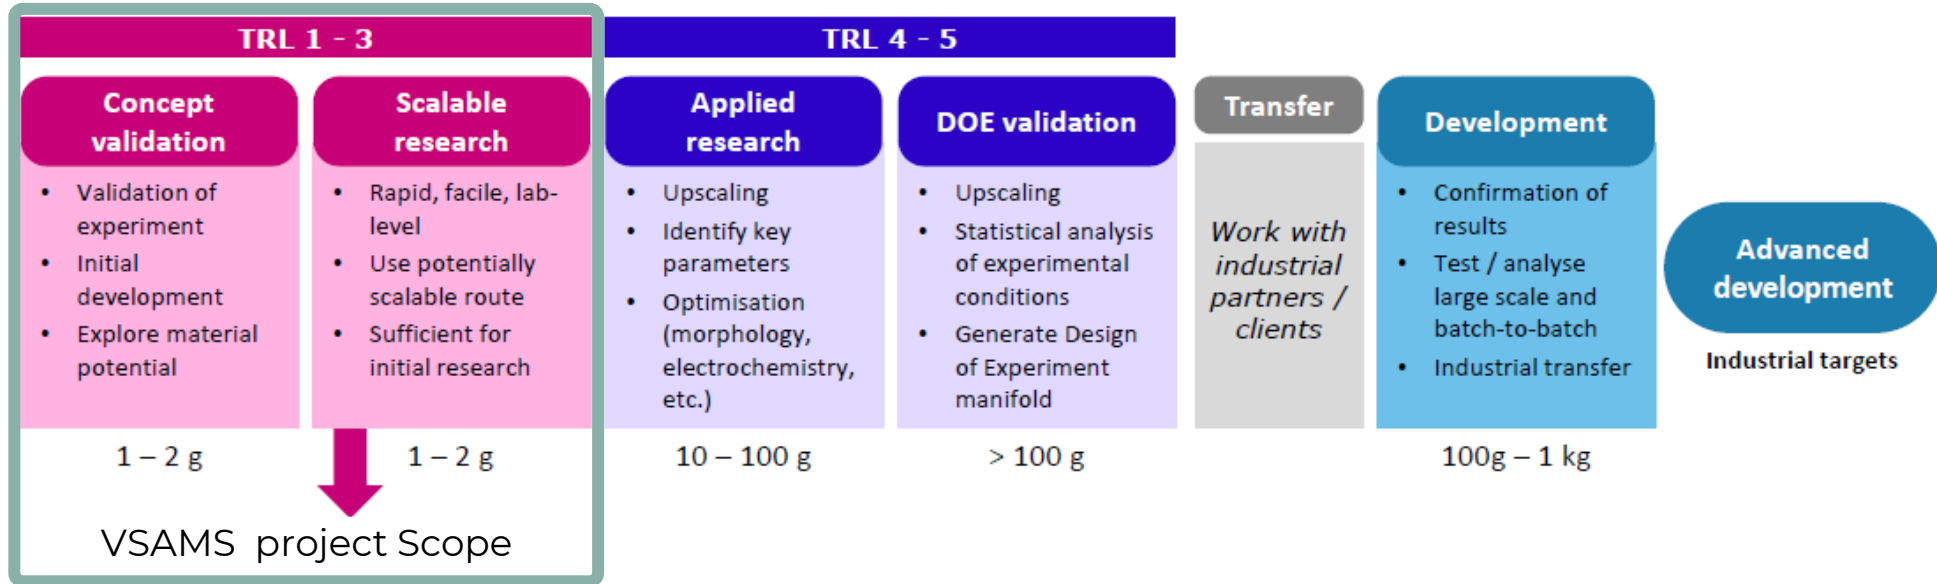 TRL 1 - 3
TRL 4 - 5
Concept
validation
• Validation of
experiment
• Initial
development
• Explore material
potential
1 – 2 g
Scalable
research
• Rapid, facile, lab-
level
• Use potentially
scalable route
• Sufficient for
initial research
1 – 2 g
VSAMS project Scope
Applied
research
• Upscaling
• Identify key
parameters
• Optimisation
(morphology,
electrochemistry,
etc.)
10 – 100 g
DOE validation
• Upscaling
• Statistical analysis
of experimental
conditions
• Generate Design
of Experiment
manifold
> 100 g
Transfer
Work with
industrial
partners /
clients
Development
• Confirmation of
results
• Test / analyse
large scale and
batch-to-batch
• Industrial transfer
100g – 1 kg
Advanced
development
Industrial targets